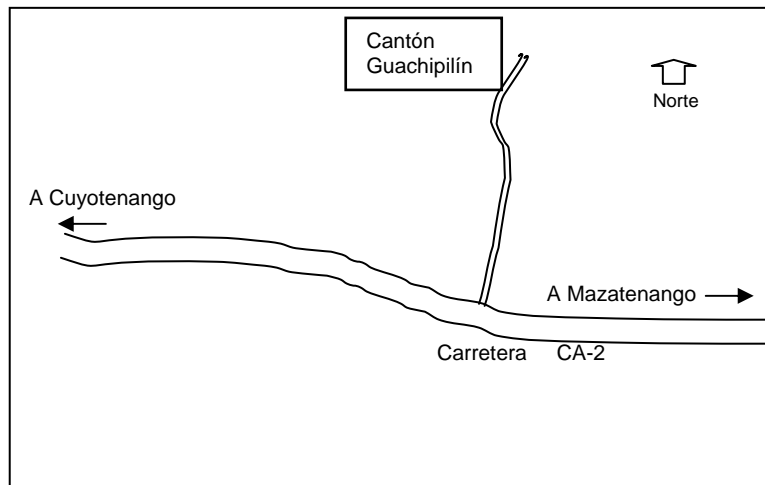 Cantón
Guachipilín
Norte
A Cuyotenango
A Mazatenango
Carretera CA-2